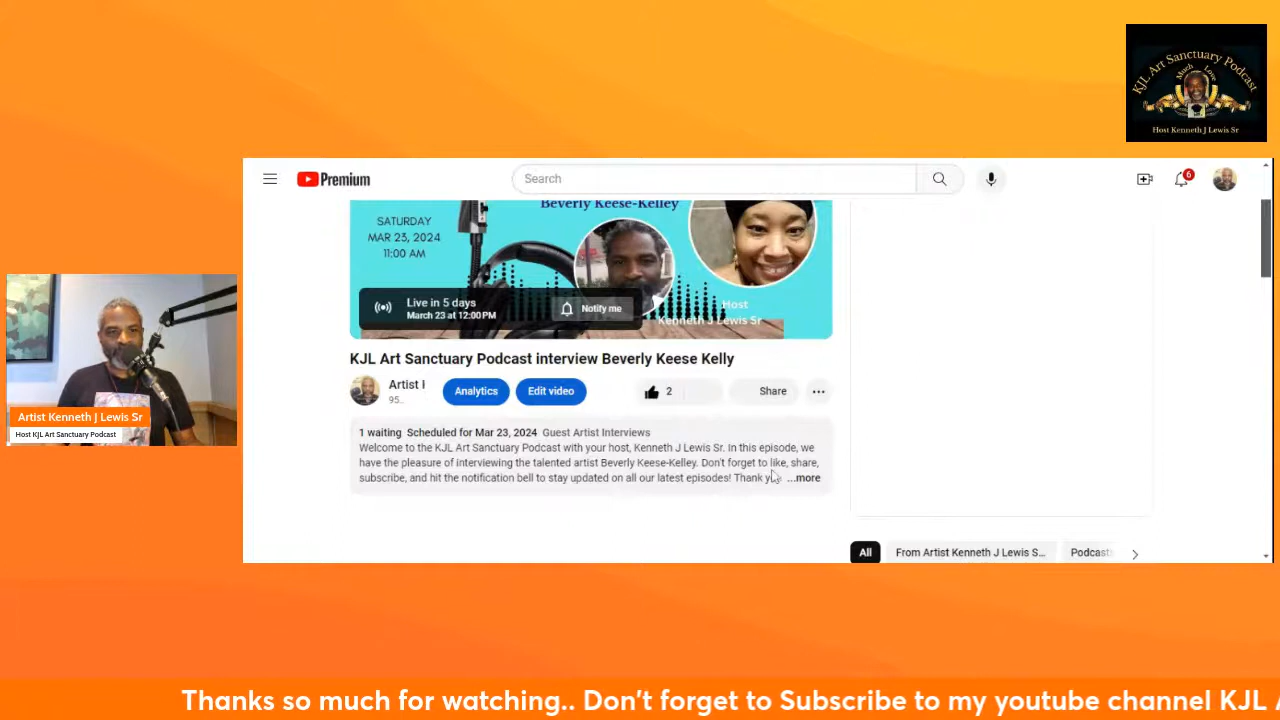 KJL Art Sanctuary Podcast
Much Love
Host Kenneth J Lewis Sr
Premium
Search
6
Beverly Keese-Kelley
SATURDAY
MAR 23, 2024
11:00 AM
Live in 5 days
March 23 at 12:00 PM
Notify me
Host
Kenneth J Lewis Sr
KJL Art Sanctuary Podcast interview Beverly Keese Kelly
Artist
95..
Analytics
Edit video
2
Share
1 waiting Scheduled for Mar 23, 2024 Guest Artist Interviews
Welcome to the KJL Art Sanctuary Podcast with your host, Kenneth J Lewis Sr. In this episode, we
have the pleasure of interviewing the talented artist Beverly Keese-Kelley. Don't forget to like, share,
subscribe, and hit the notification bell to stay updated on all our latest episodes! Thank ...more
All
From Artist Kenneth J Lewis S...
Podcasts
Artist Kenneth J Lewis Sr
Host KJL Art Sanctuary Podcast
Thanks so much for watching.. Don't forget to Subscribe to my youtube channel KJL